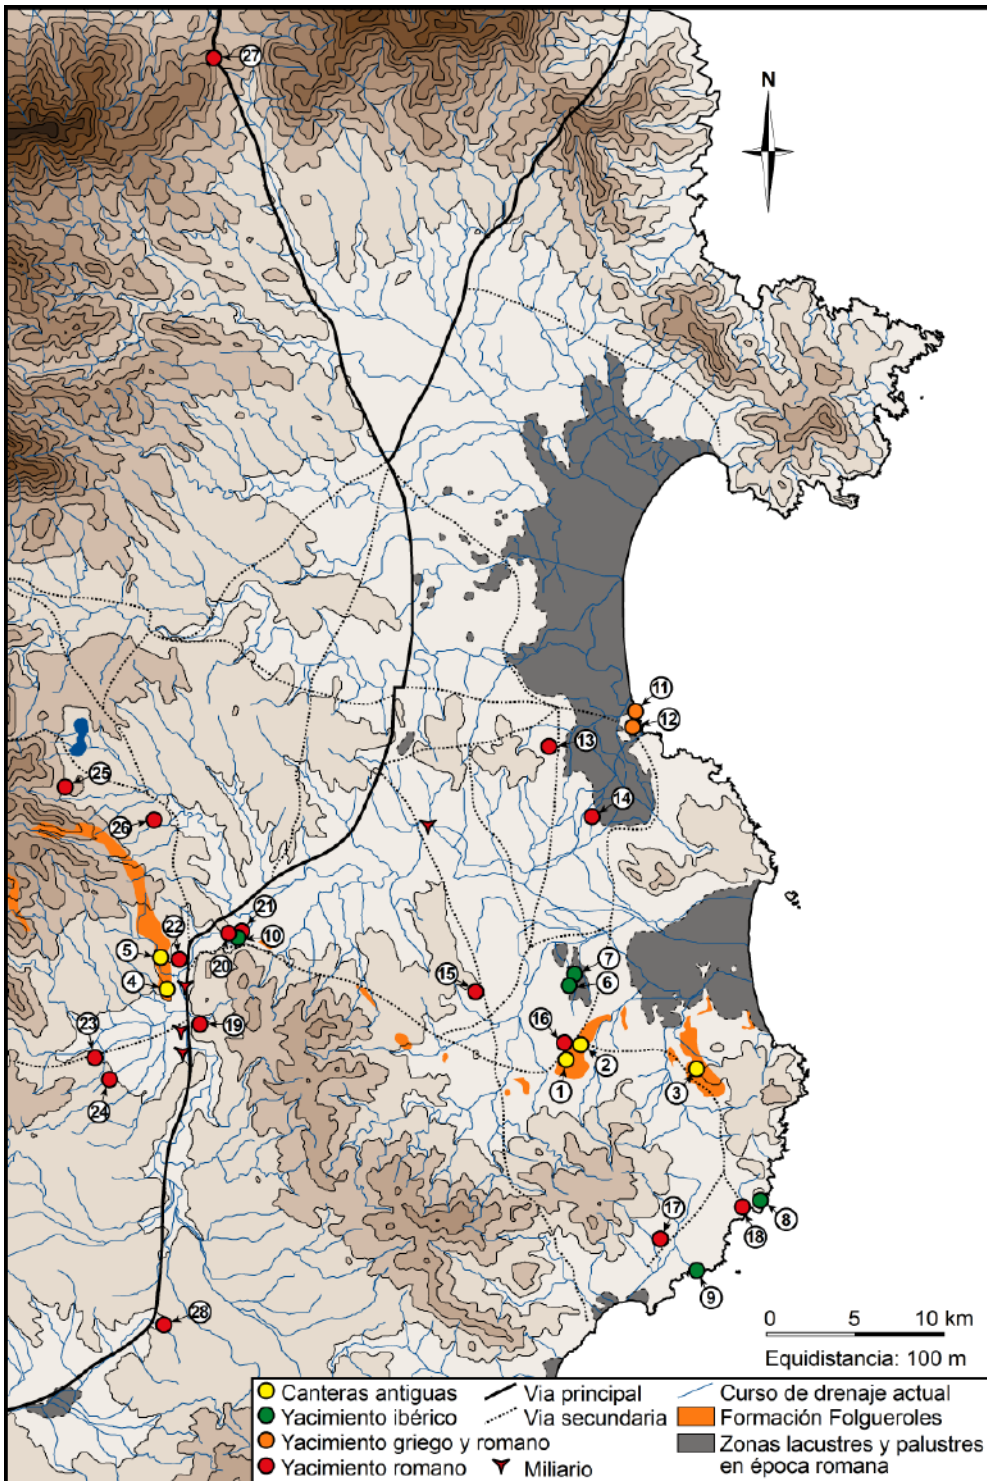 27
N
11
12
13
14
25
26
21
10
22
20
5
4
7
6
15
19
23
16
2
1
3
24
17
18
8
9
28
0 5 10 km
Equidistancia: 100 m
Canteras antiguas
Yacimiento ibérico
Yacimiento griego y romano
Yacimiento romano
Via principal
Via secundaria
Miliario
Curso de drenaje actual
Formación Folgueroles
Zonas lacustres y palustres
en época romana